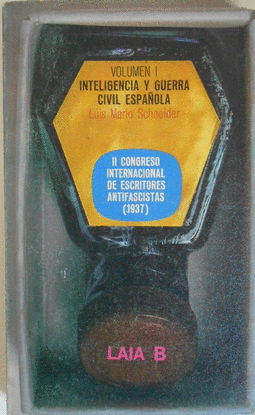 VOLUMEN I
INTELIGENCIA Y GUERRA
CIVIL ESPAÑOLA
Luis Mario Schneider
II CONGRESO
INTERNACIONAL
DE ESCRITORES
ANTIFASCISTAS
(1937)
LAIA B